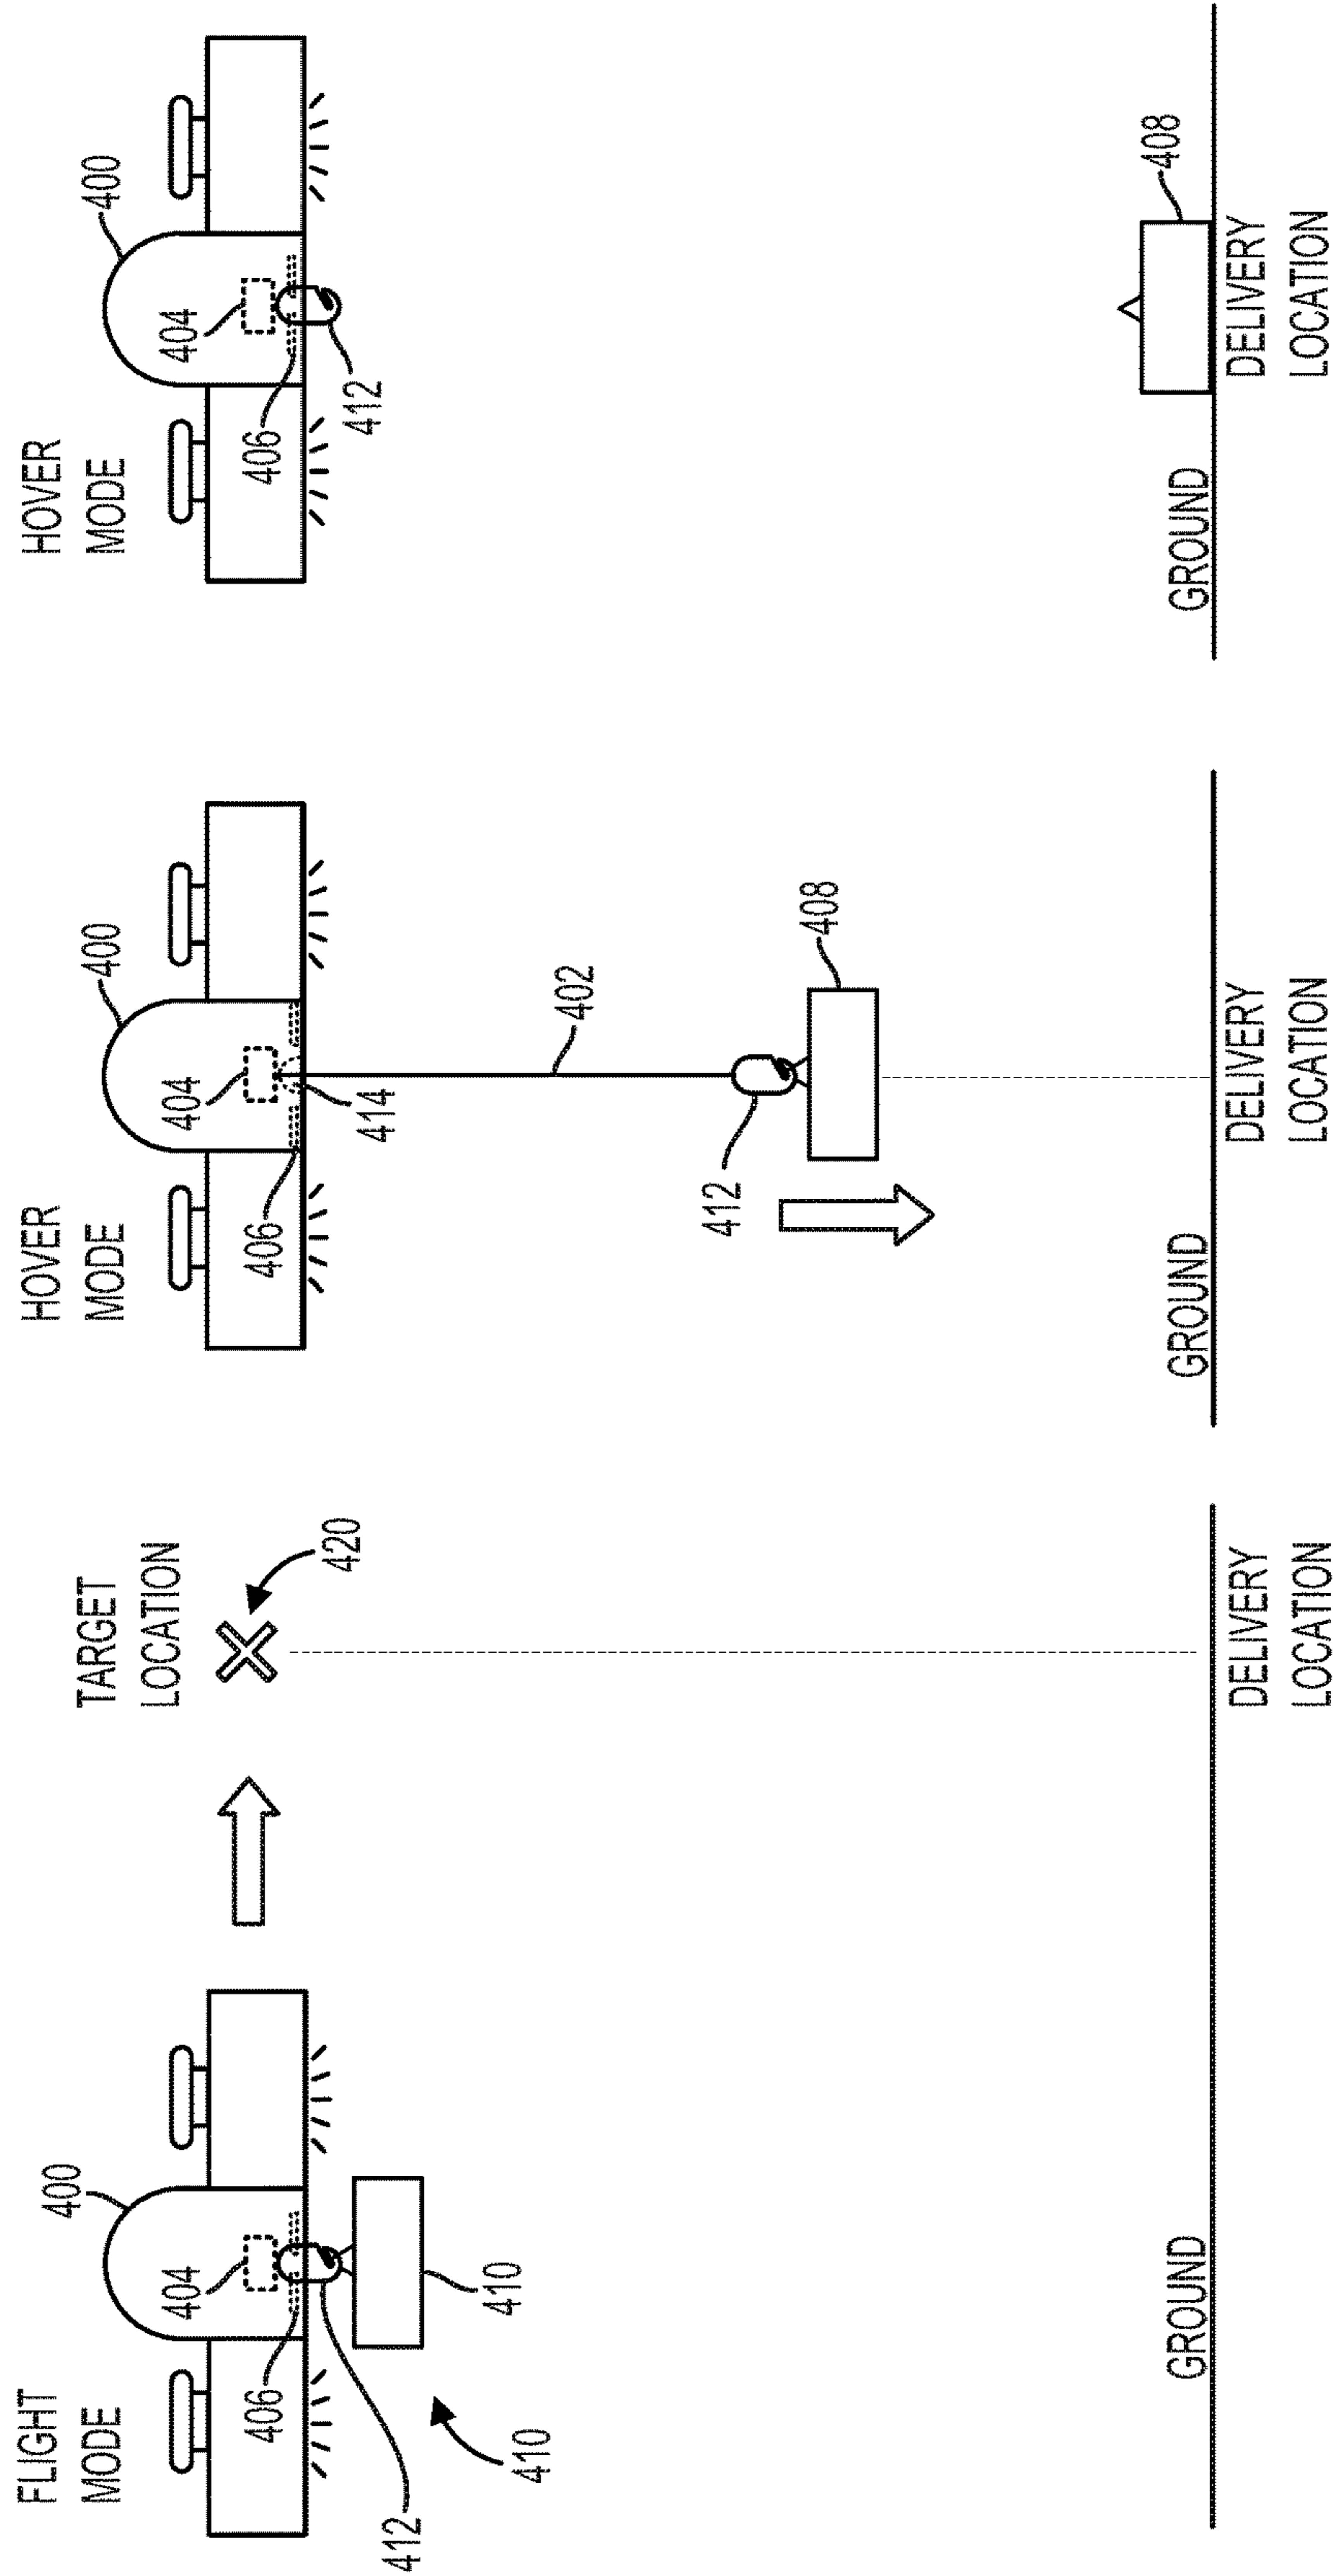 FLIGHT
MODE
400
404
406
412
410
410
TARGET
LOCATION
420
GROUND
DELIVERY
LOCATION
HOVER
MODE
400
404
406
414
402
412
408
GROUND
DELIVERY
LOCATION
HOVER
MODE
400
404
406
412
408
GROUND
DELIVERY
LOCATION